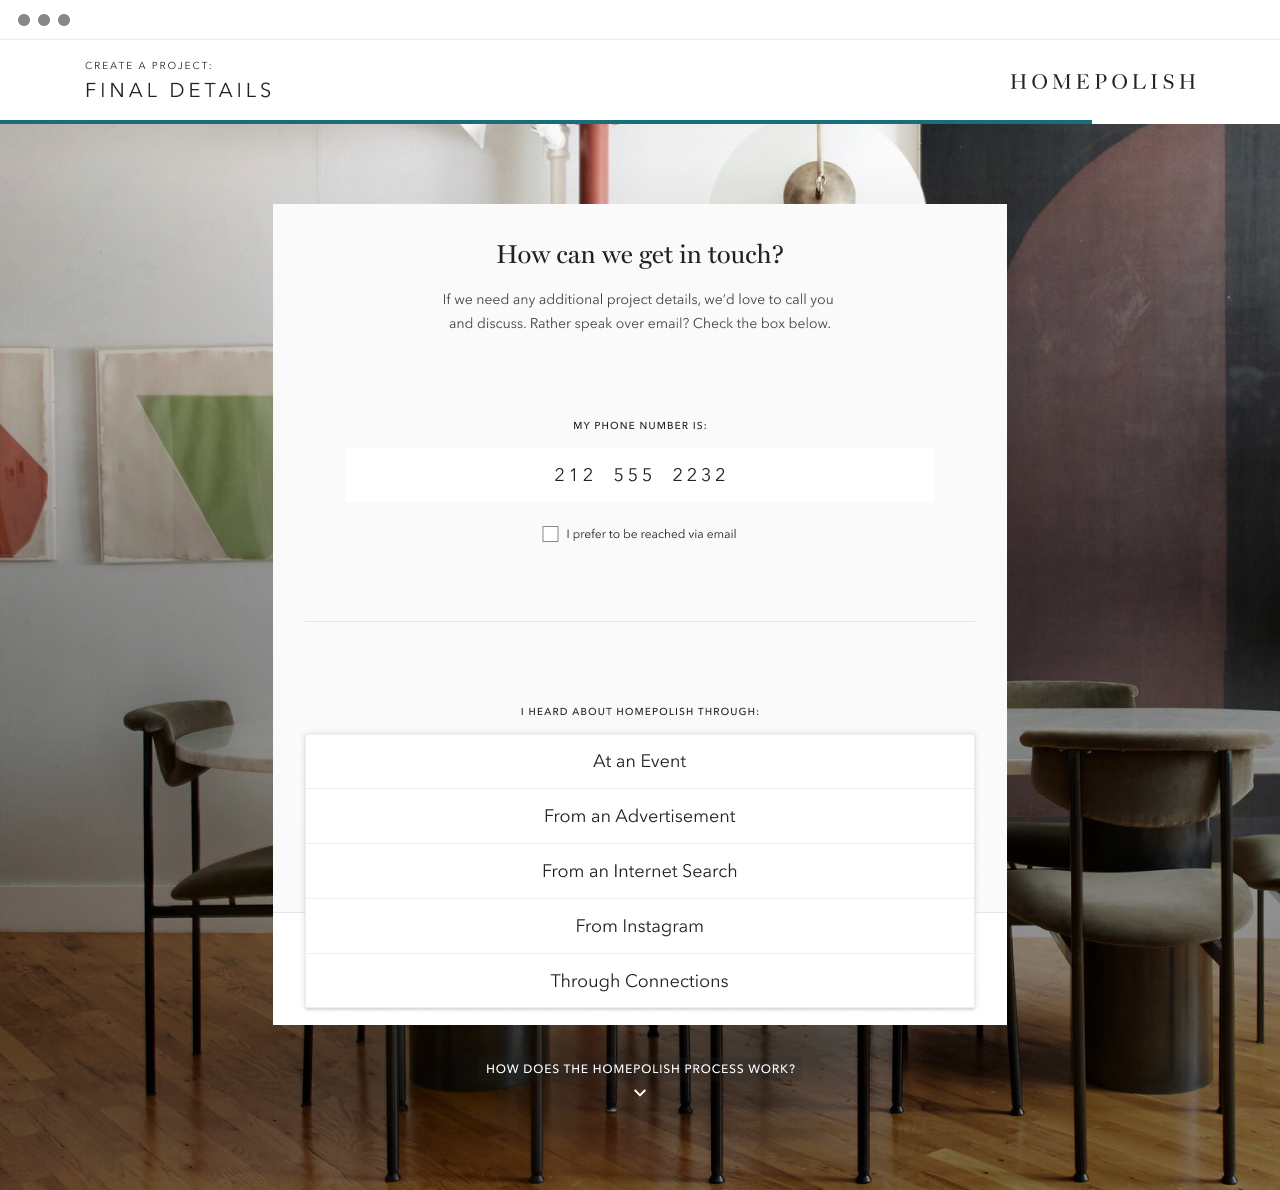 CREATE A PROJECT:
FINAL DETAILS
HOMEPOLISH
How can we get in touch?
If we need any additional project details, we’d love to call you
and discuss. Rather speak over email? Check the box below.
MY PHONE NUMBER IS:
212 555 2232
I prefer to be reached via email
I HEARD ABOUT HOMEPOLISH THROUGH:
At an Event
From an Advertisement
From an Internet Search
From Instagram
Through Connections
HOW DOES THE HOMEPOLISH PROCESS WORK?